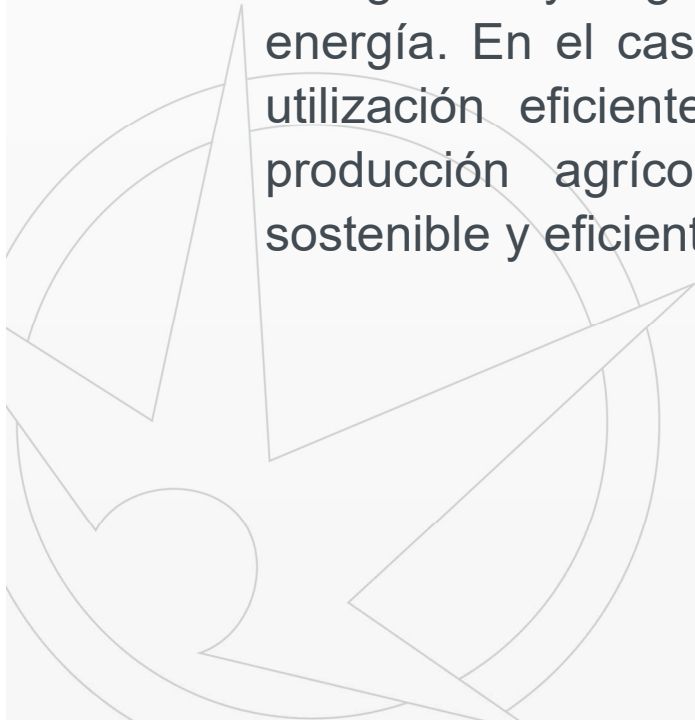 energía. En el cas
utilización eficiente
producción agríco
sostenible y eficient